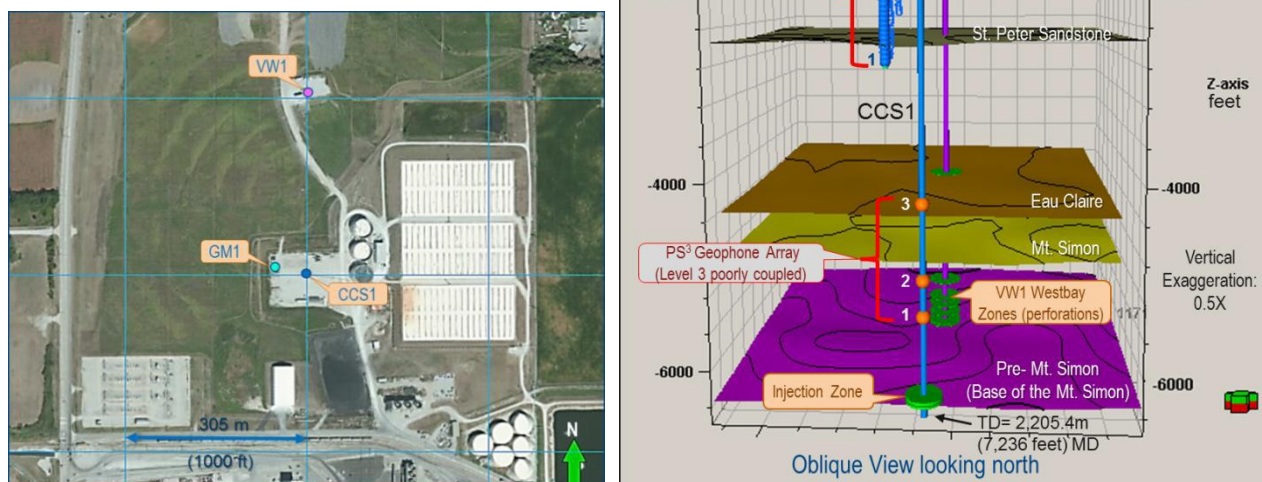 VW1
GM1
CCS1
305 m
(1000 ft)
N
St. Peter Sandstone
1
Z-axis
feet
CCS1
-4000
-4000
3
Eau Claire
Mt. Simon
PS³ Geophone Array
(Level 3 poorly coupled)
Vertical
Exaggeration:
0.5X
2
VW1 Westbay
Zones (perforations)
1
117
Pre- Mt. Simon
(Base of the Mt. Simon)
-6000
-6000
Injection Zone
TD= 2,205.4m
(7,236 feet) MD
Oblique View looking north